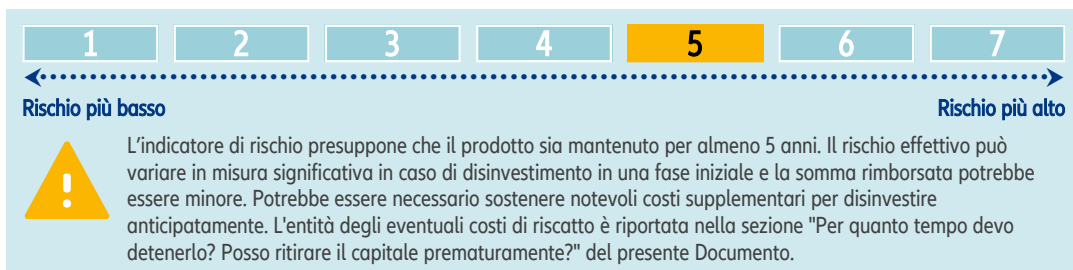 1 2 3 4 5 6 7
Rischio più basso Rischio più alto
L’indicatore di rischio presuppone che il prodotto sia mantenuto per almeno 5 anni. Il rischio effettivo può
variare in misura significativa in caso di disinvestimento in una fase iniziale e la somma rimborsata potrebbe
essere minore. Potrebbe essere necessario sostenere notevoli costi supplementari per disinvestire
anticipatamente. L'entità degli eventuali costi di riscatto è riportata nella sezione "Per quanto tempo devo
detenerlo? Posso ritirare il capitale prematuramente?" del presente Documento.